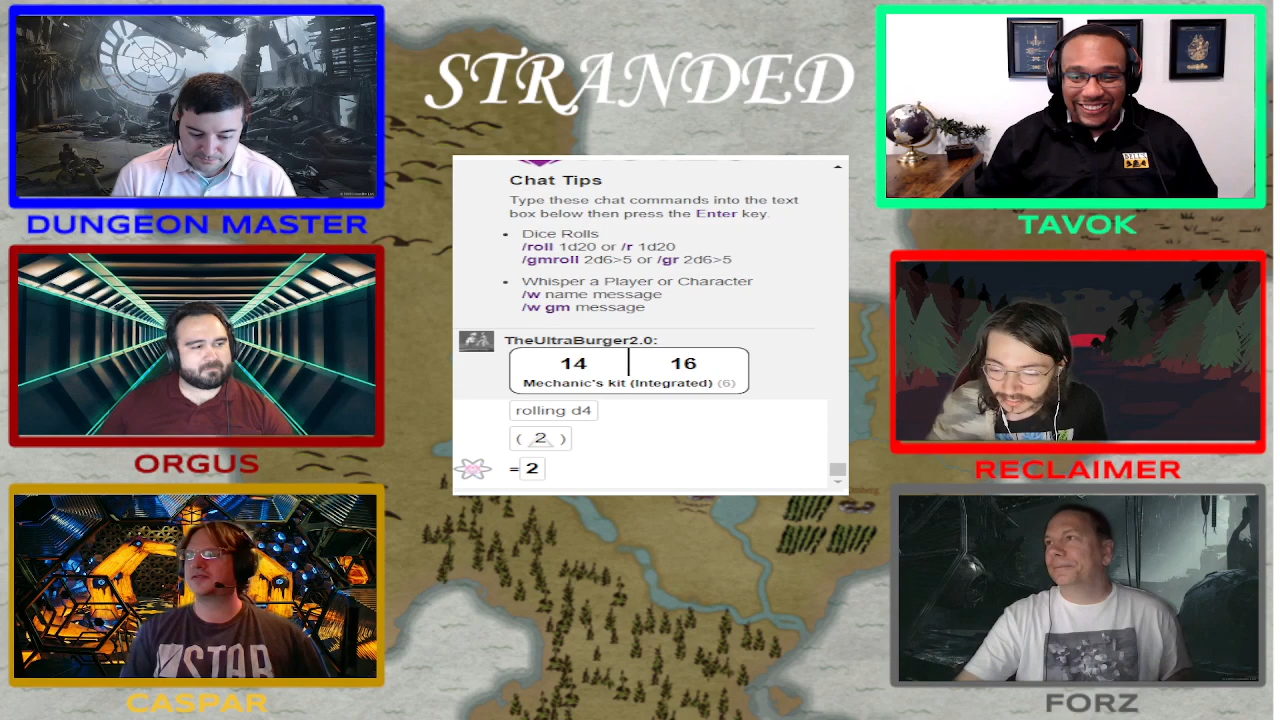 STRANDED
DUNGEON MASTER
TAVOK
BELL'S
ORGUS
RECLAIMER
CASPAR
STAR
FORZ
Chat Tips
Type these chat commands into the text
box below then press the Enter key.
• Dice Rolls
/roll 1d20 or /r 1d20
/gmroll 2d6>5 or /gr 2d6>5
• Whisper a Player or Character
/w name message
/w gm message
TheUltraBurger2.0:
14 16
Mechanic's kit (Integrated) (6)
rolling d4
( 2 )
= 2